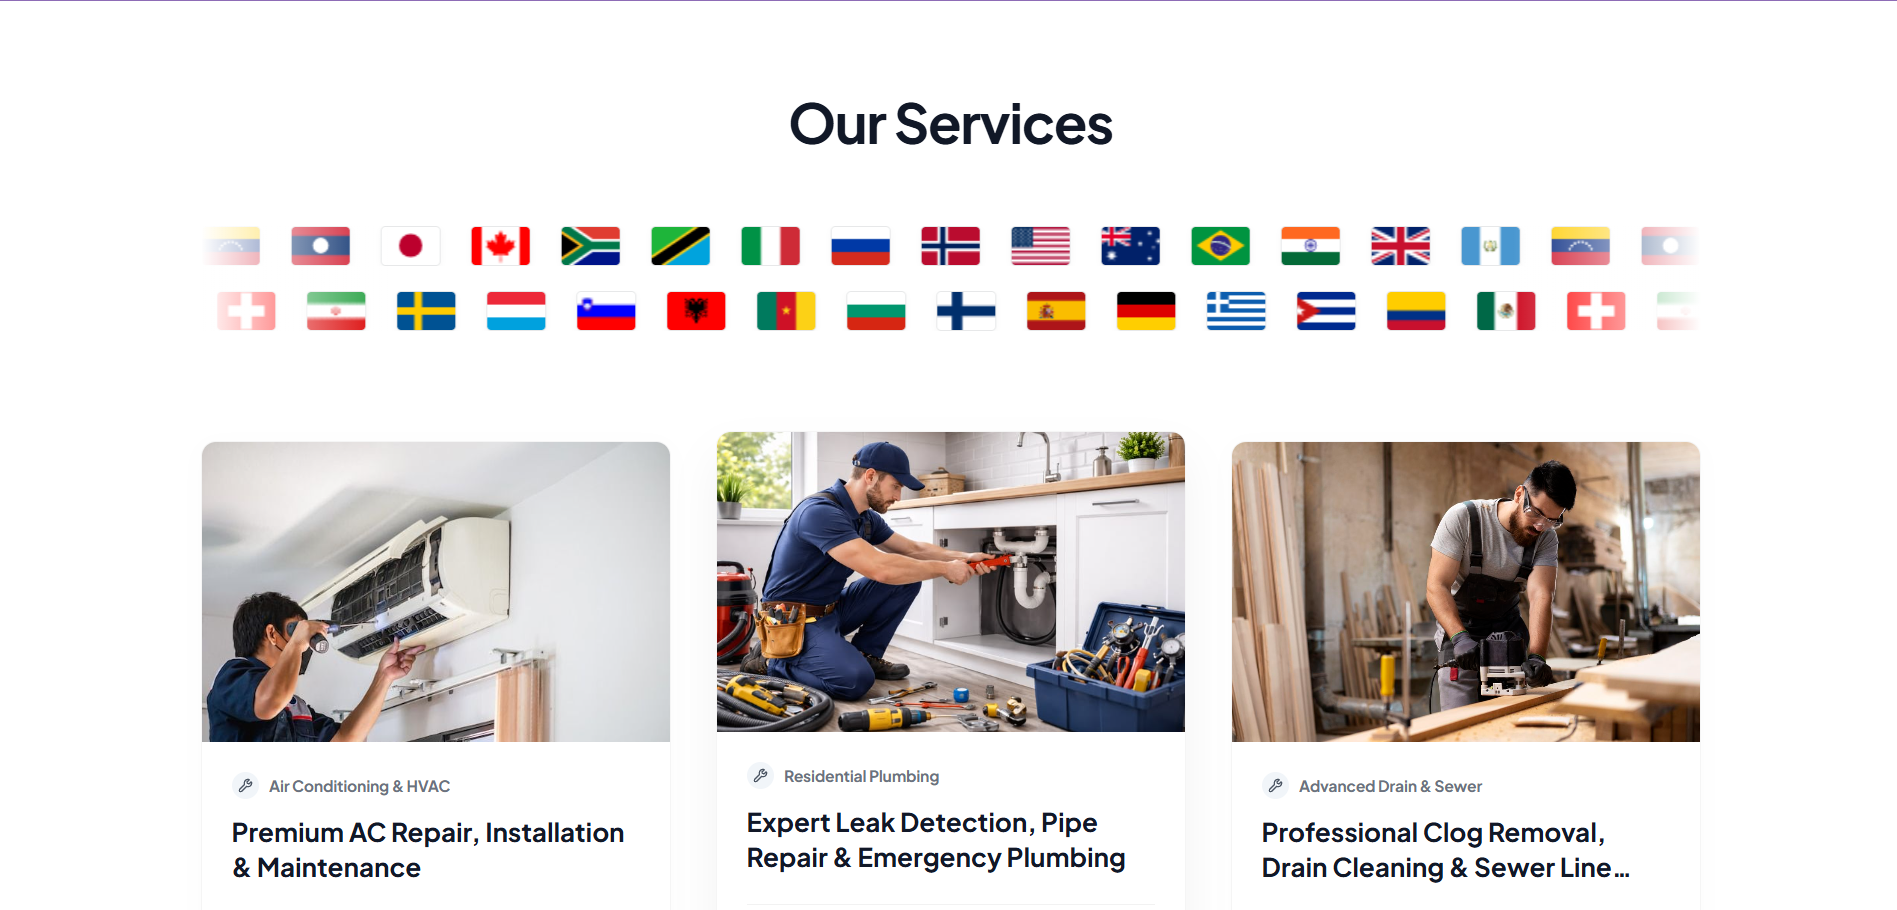 Our Services
Air Conditioning & HVAC
Premium AC Repair, Installation
& Maintenance
Residential Plumbing
Expert Leak Detection, Pipe
Repair & Emergency Plumbing
Advanced Drain & Sewer
Professional Clog Removal,
Drain Cleaning & Sewer Line...